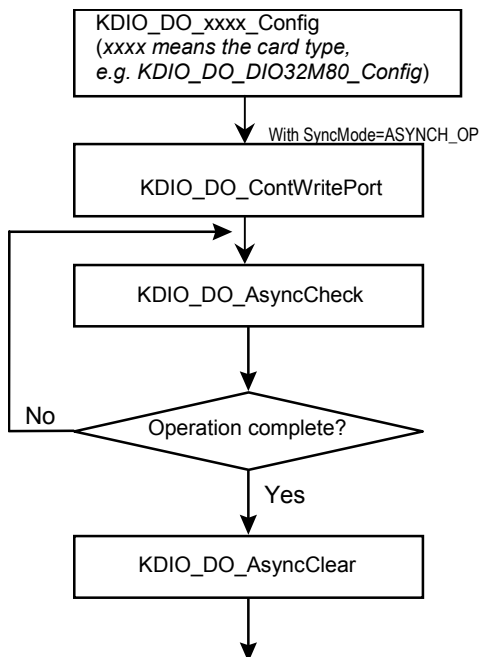 KDIO_DO_xxxx_Config
(xxxx means the card type,
e.g. KDIO_DO_DIO32M80_Config)
With SyncMode=ASYNCH_OP
KDIO_DO_ContWritePort
KDIO_DO_AsyncCheck
No
Operation complete?
Yes
KDIO_DO_AsyncClear